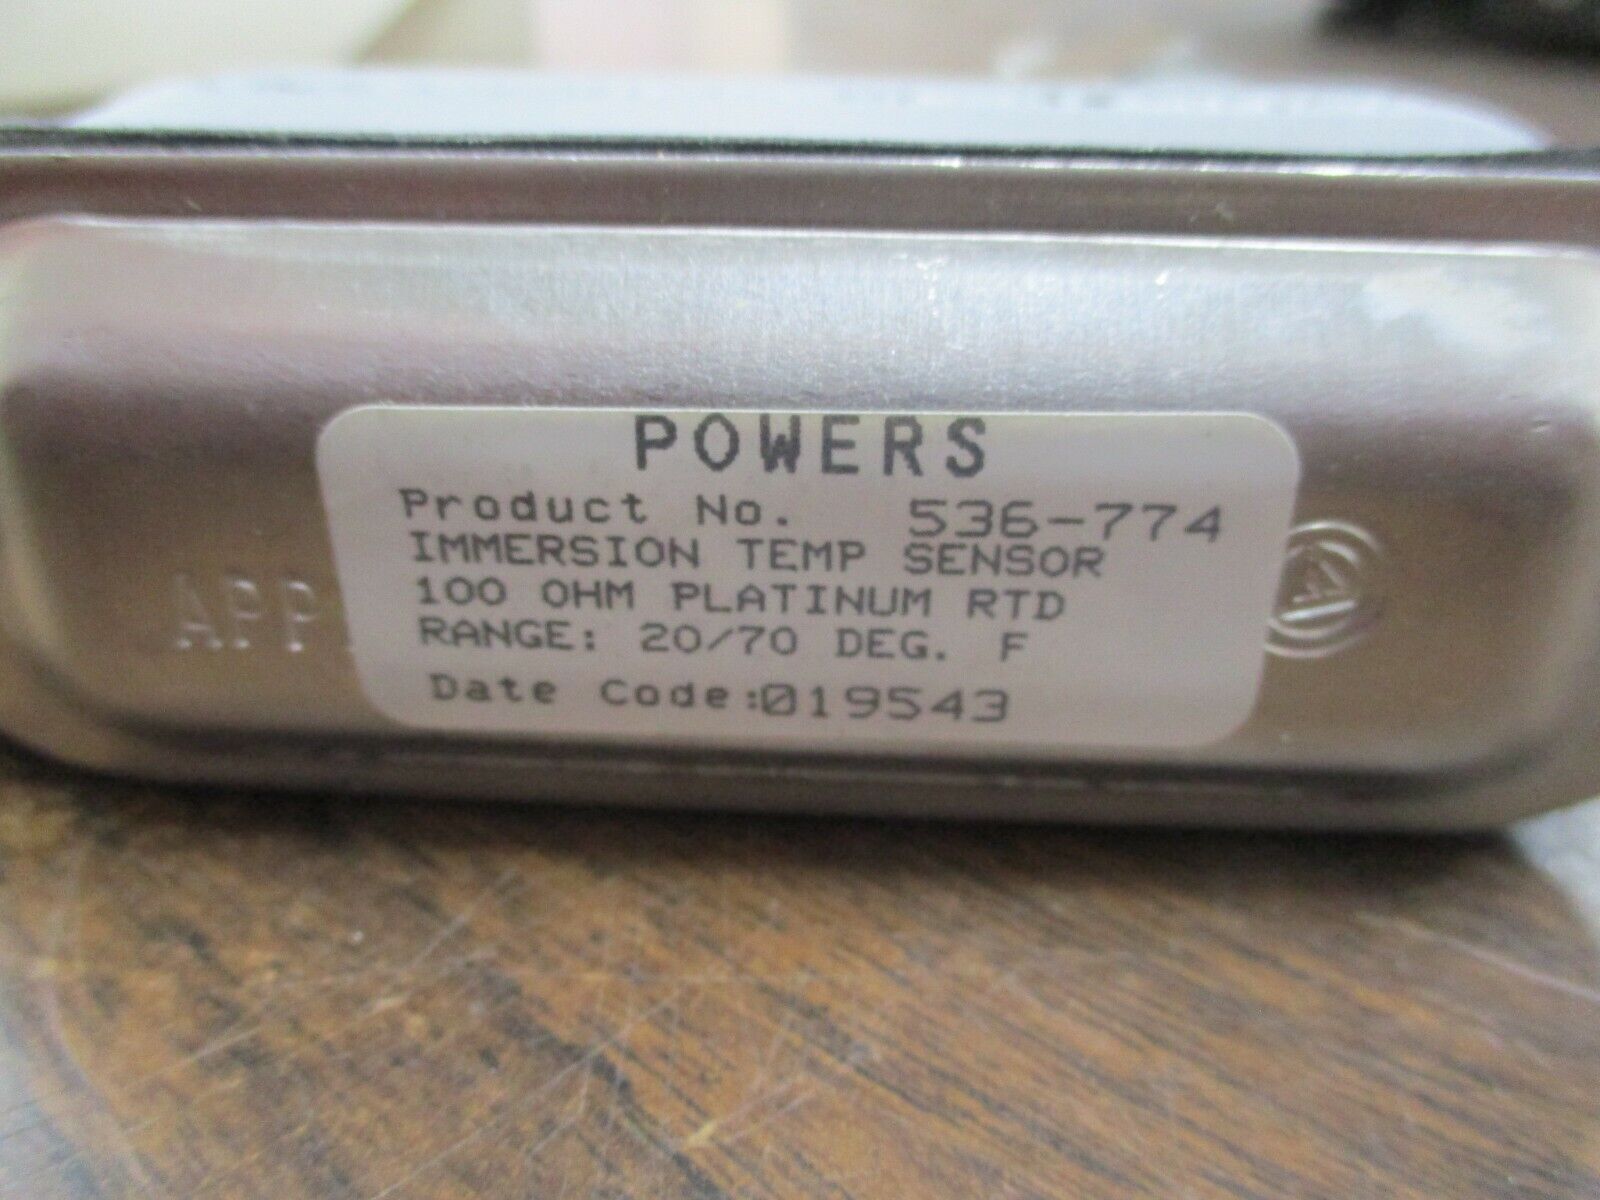 POWERS
Product No. 536-774
IMMERSION TEMP SENSOR
100 OHM PLATINUM RTD
RANGE: 20/70 DEG. F
Date Code:019543
APP